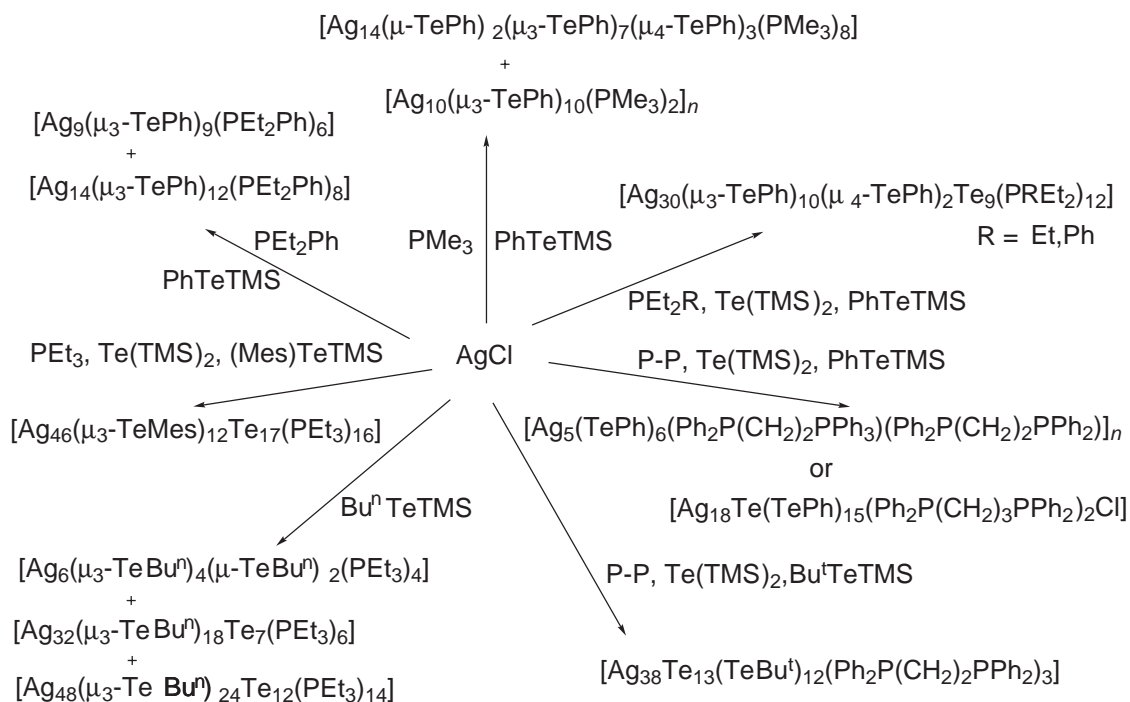 [Ag14(μ-TePh) 2(μ3-TePh)7(μ4-TePh)3(PMe3)8]
+
[Ag10(μ3-TePh)10(PMe3)2]n
[Ag9(μ3-TePh)9(PEt2Ph)6]
+
[Ag14(μ3-TePh)12(PEt2Ph)8]
[Ag30(μ3-TePh)10(μ 4-TePh)2Te9(PREt2)12]
R = Et,Ph
PEt2Ph
PhTeTMS
PMe3 PhTeTMS
PEt2R, Te(TMS)2, PhTeTMS
PEt3, Te(TMS)2, (Mes)TeTMS
AgCl
P-P, Te(TMS)2, PhTeTMS
[Ag46(μ3-TeMes)12Te17(PEt3)16]
[Ag5(TePh)6(Ph2P(CH2)2PPh3)(Ph2P(CH2)2PPh2)]n
or
[Ag18Te(TePh)15(Ph2P(CH2)3PPh2)2Cl]
Bun TeTMS
[Ag6(μ3-TeBun)4(μ-TeBun) 2(PEt3)4]
+
[Ag32(μ3-TeBun)18Te7(PEt3)6]
+
[Ag48(μ3-Te Bun) 24Te12(PEt3)14]
P-P, Te(TMS)2,ButTeTMS
[Ag38Te13(TeBut)12(Ph2P(CH2)2PPh2)3]